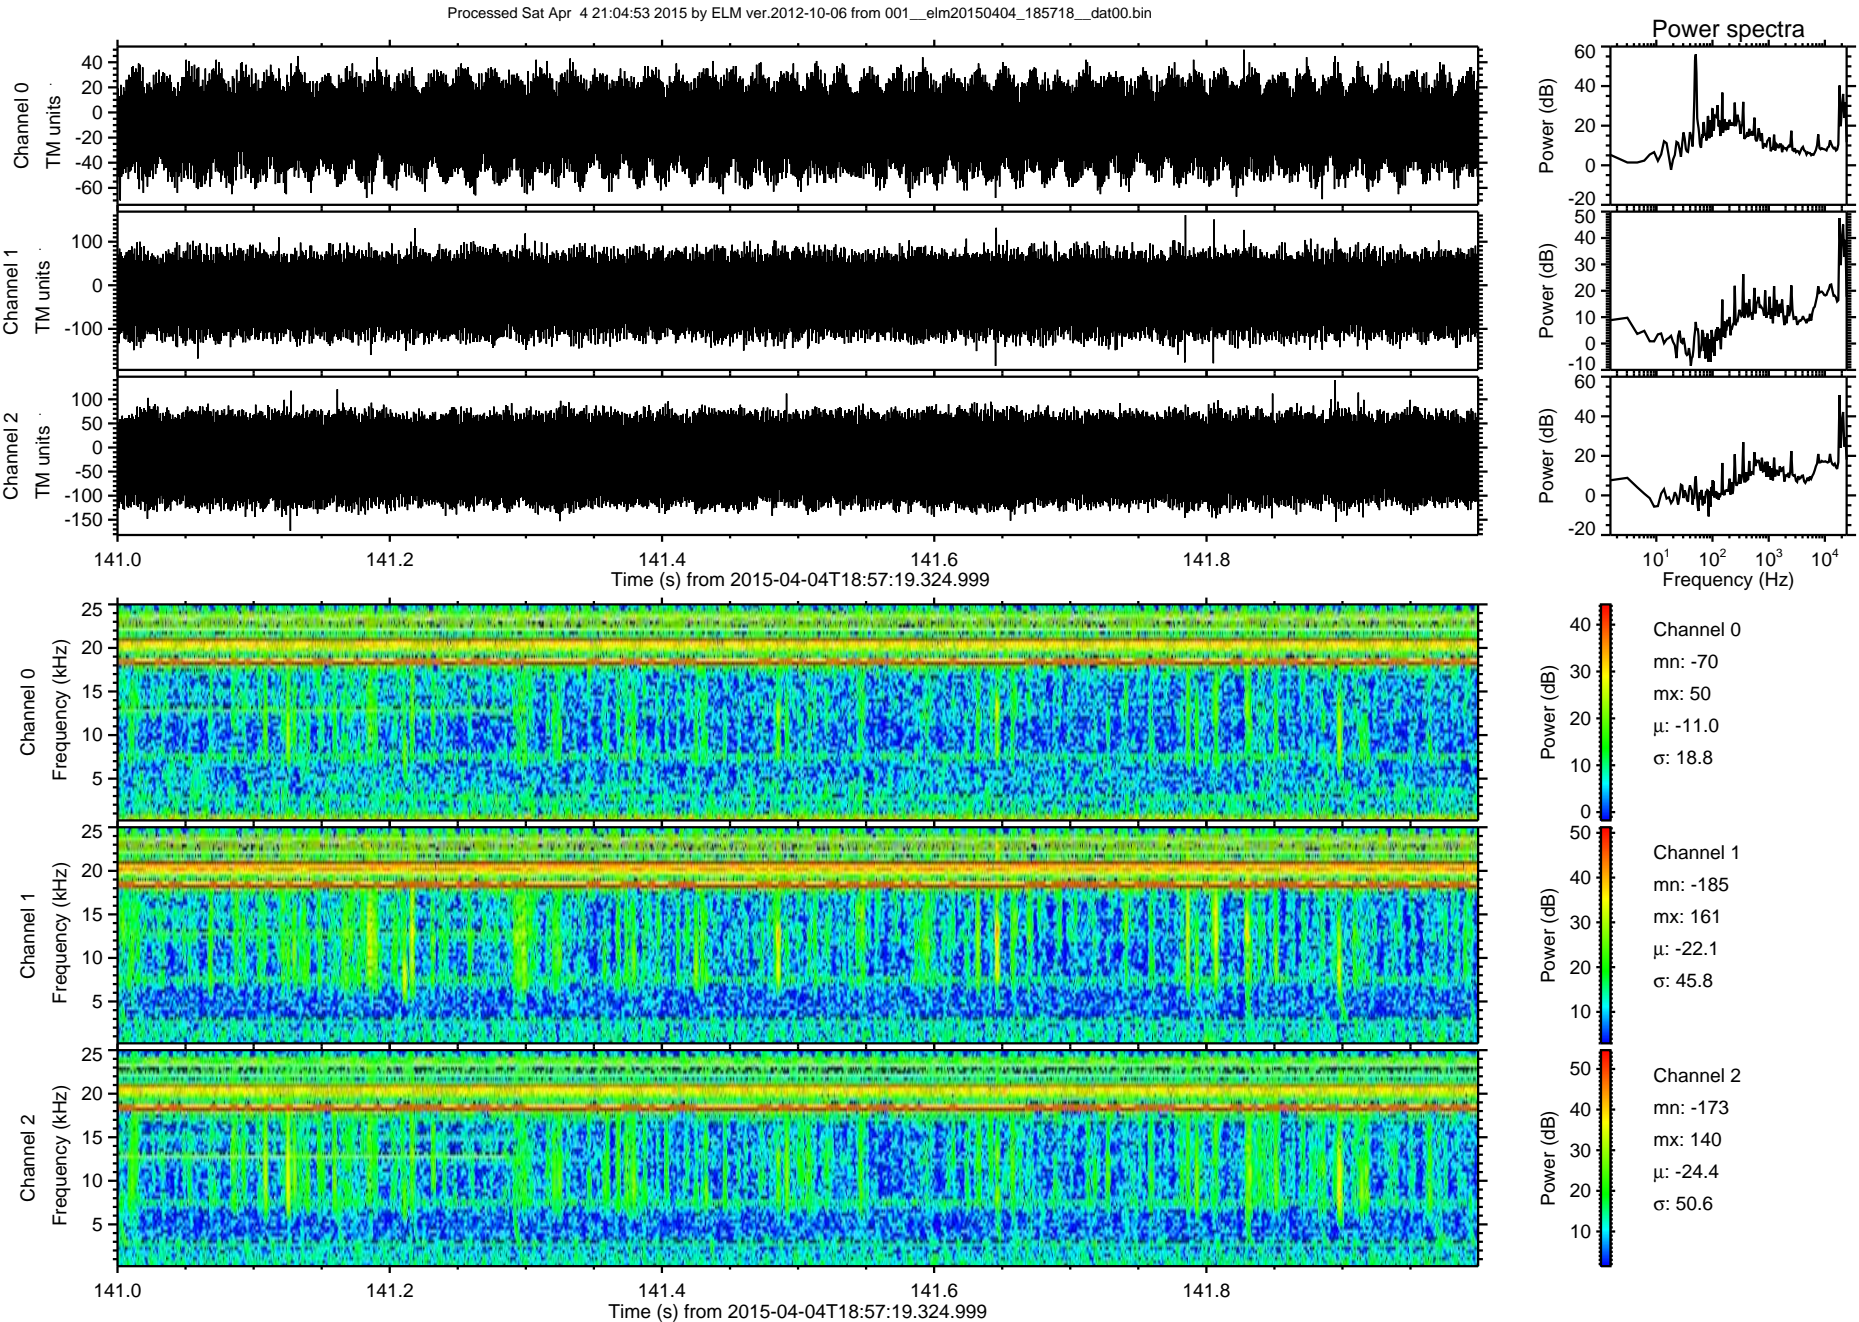 Processed Sat Apr  4 21:04:53 2015 by ELM ver.2012-10-06 from 001__elm20150404_185718__dat00.bin
Power spectra
Channel 0
TM units
40
20
0
-20
-40
-60
Power (dB)
60
40
20
0
-20
Channel 1
TM units
100
0
-100
Power (dB)
50
40
30
20
10
0
-10
Channel 2
TM units
100
50
0
-50
-100
-150
Power (dB)
60
40
20
0
-20
141.0 141.2 141.4 141.6 141.8
Time (s) from 2015-04-04T18:57:19.324.999
10¹ 10² 10³ 10⁴
Frequency (Hz)
Channel 0
Frequency (kHz)
25
20
15
10
5
Power (dB)
40
30
20
10
0
Channel 0
mn: -70
mx: 50
µ: -11.0
σ: 18.8
Channel 1
Frequency (kHz)
25
20
15
10
5
Power (dB)
50
40
30
20
10
Channel 1
mn: -185
mx: 161
µ: -22.1
σ: 45.8
Channel 2
Frequency (kHz)
25
20
15
10
5
Power (dB)
50
40
30
20
10
Channel 2
mn: -173
mx: 140
µ: -24.4
σ: 50.6
141.0 141.2 141.4 141.6 141.8
Time (s) from 2015-04-04T18:57:19.324.999